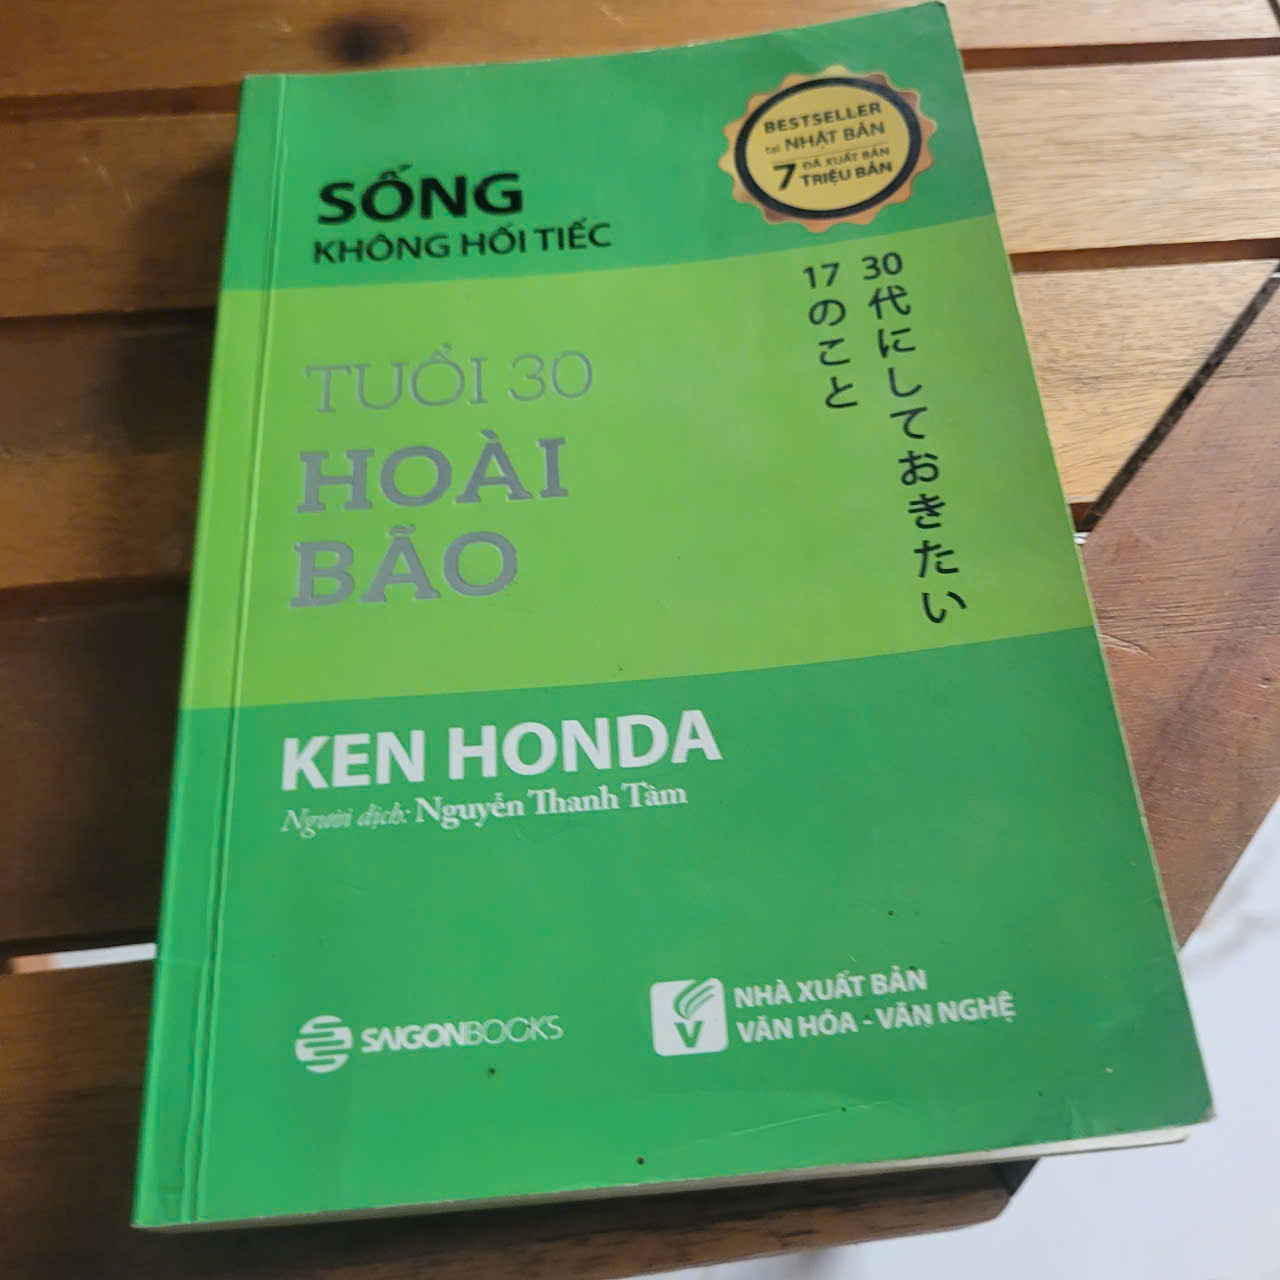 SỐNG
KHÔNG HỐI TIẾC
BESTSELLER
tại NHẬT BẢN
7 ĐÃ XUẤT BẢN
TRIỆU BẢN
30代にしておきたい
17のこと
TUỔI 30
HOÀI
BÃO
KEN HONDA
Người dịch: Nguyễn Thanh Tâm
SAIGONBOOKS
V
NHÀ XUẤT BẢN
VĂN HÓA - VĂN NGHỆ